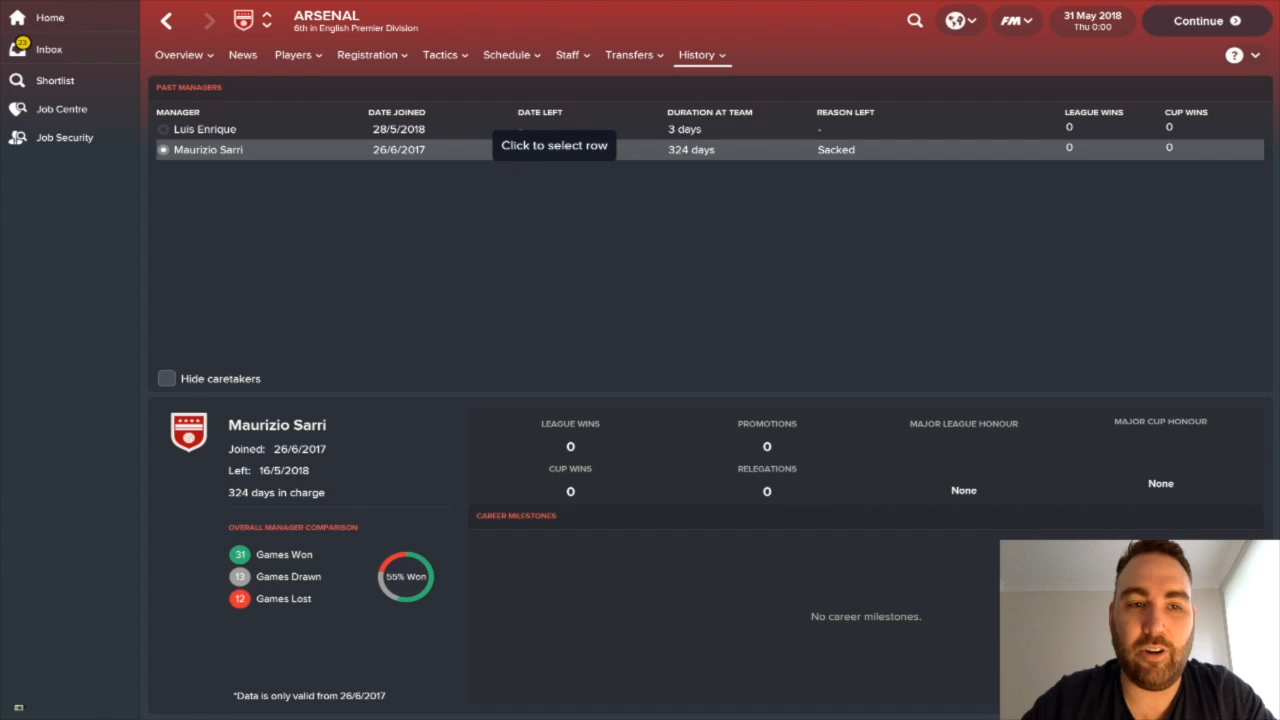 Home
Inbox
23
Shortlist
Job Centre
Job Security
ARSENAL
6th in English Premier Division
FM
31 May 2018
Thu 0:00
Continue
Overview
News
Players
Registration
Tactics
Schedule
Staff
Transfers
History
?
PAST MANAGERS
MANAGER DATE JOINED DATE LEFT DURATION AT TEAM REASON LEFT LEAGUE WINS CUP WINS
Luis Enrique 28/5/2018 - 3 days - 0 0
Maurizio Sarri 26/6/2017 324 days Sacked 0 0
Click to select row
Hide caretakers
Maurizio Sarri
Joined: 26/6/2017
Left: 16/5/2018
324 days in charge
OVERALL MANAGER COMPARISON
31 Games Won
13 Games Drawn
12 Games Lost
55% Won
*Data is only valid from 26/6/2017
LEAGUE WINS
0
CUP WINS
0
PROMOTIONS
0
RELEGATIONS
0
MAJOR LEAGUE HONOUR
None
MAJOR CUP HONOUR
None
CAREER MILESTONES
No career milestones.